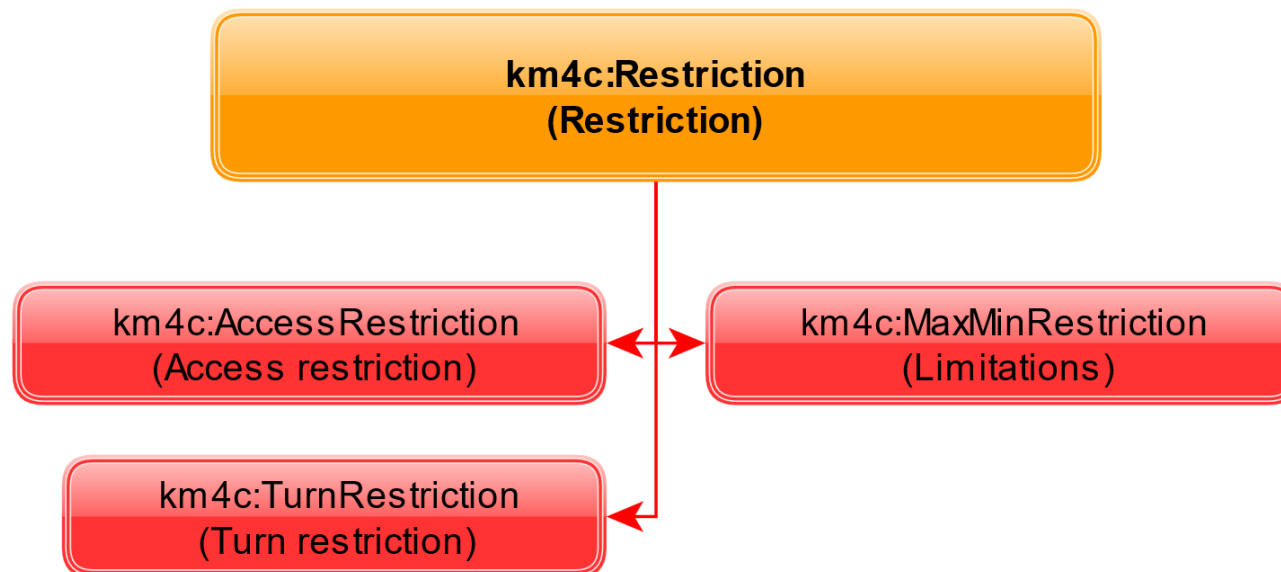 km4c:Restriction
(Restriction)
km4c:AccessRestriction
(Access restriction)
km4c:MaxMinRestriction
(Limitations)
km4c:TurnRestriction
(Turn restriction)